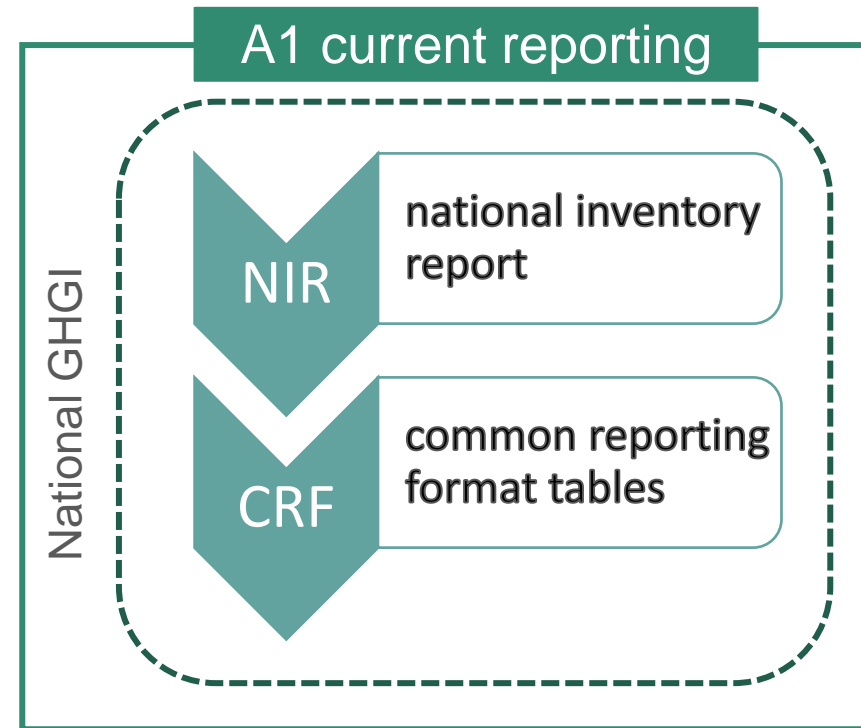 A1 current reporting
National GHGI
NIR
national inventory
report
CRF
common reporting
format tables